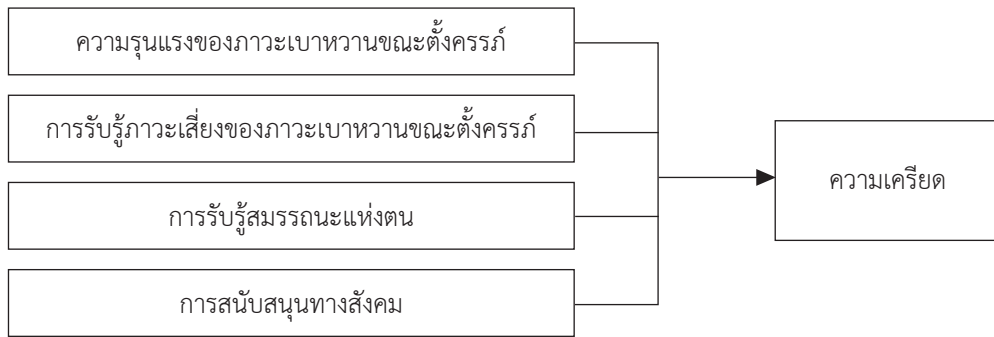 ความรุนแรงของภาวะเบาหวานขณะตั้งครรภ์
การรับรู้ภาวะเสี่ยงของภาวะเบาหวานขณะตั้งครรภ์
ความเครียด
การรับรู้สมรรถนะแห่งตน
การสนับสนุนทางสังคม